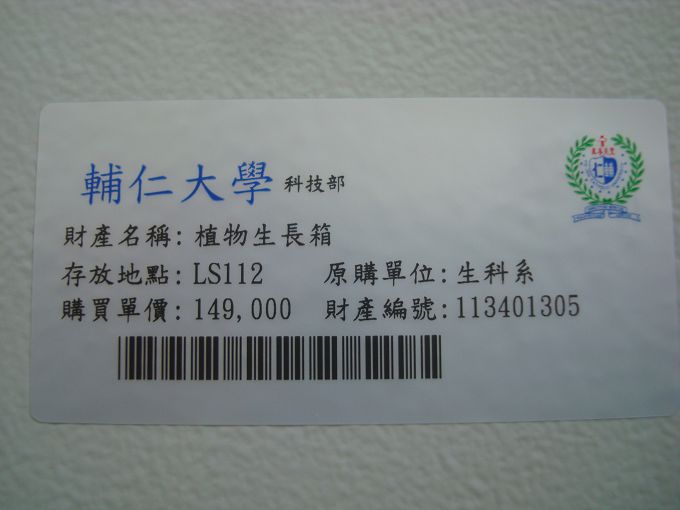 輔仁大學 科技部
財產名稱: 植物生長箱
存放地點: LS112 原購單位: 生科系
購買單價: 149,000 財產編號: 113401305